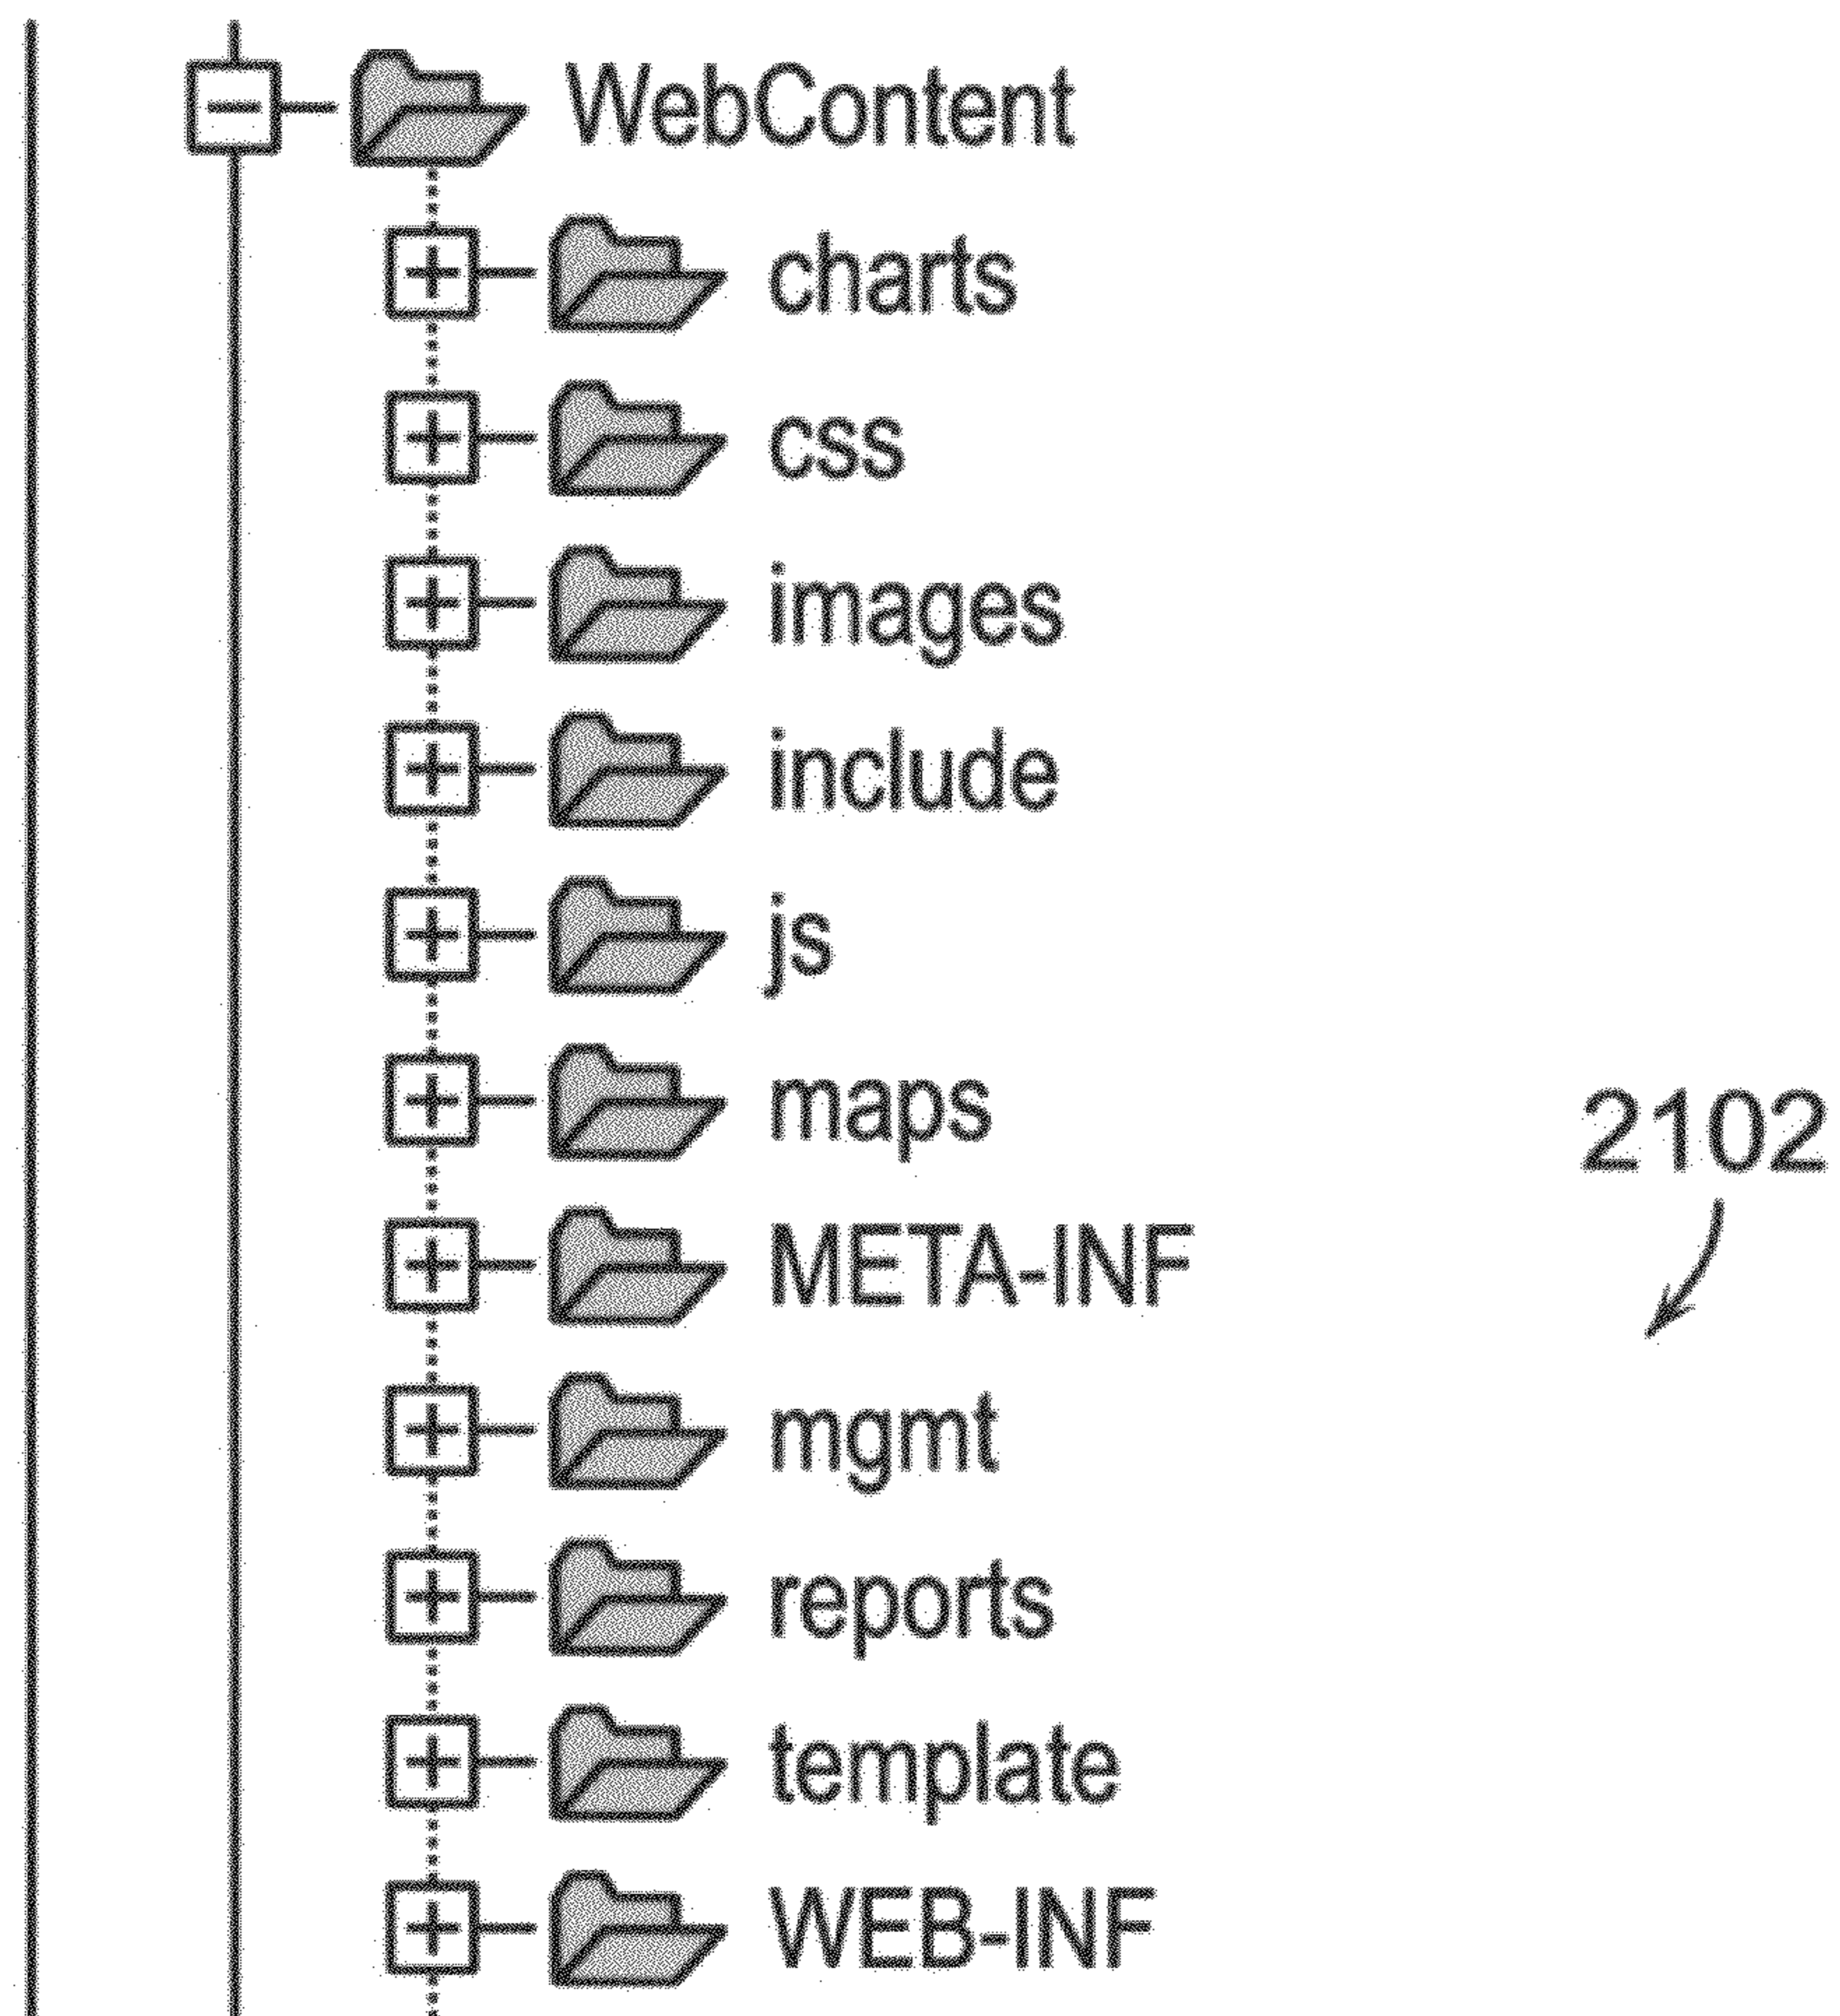 WebContent
charts
css
images
include
js
maps
2102
META-INF
mgmt
reports
template
WEB-INF